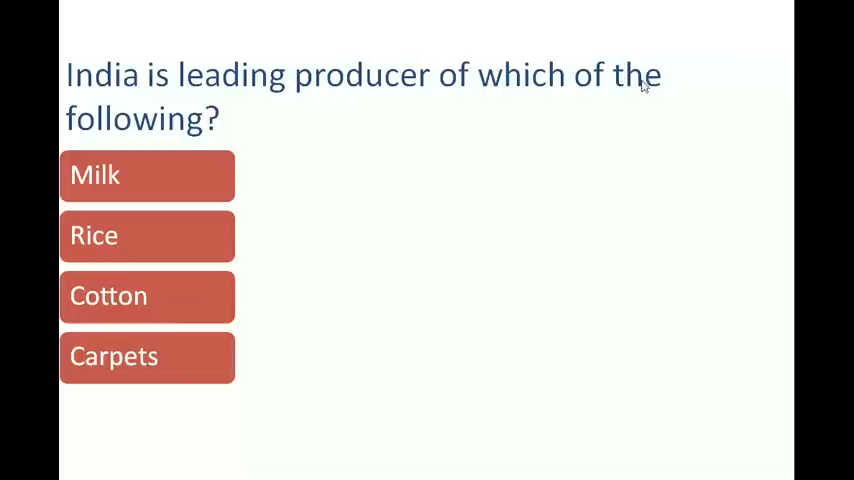 India is leading producer of which of the
following?
Milk
Rice
Cotton
Carpets